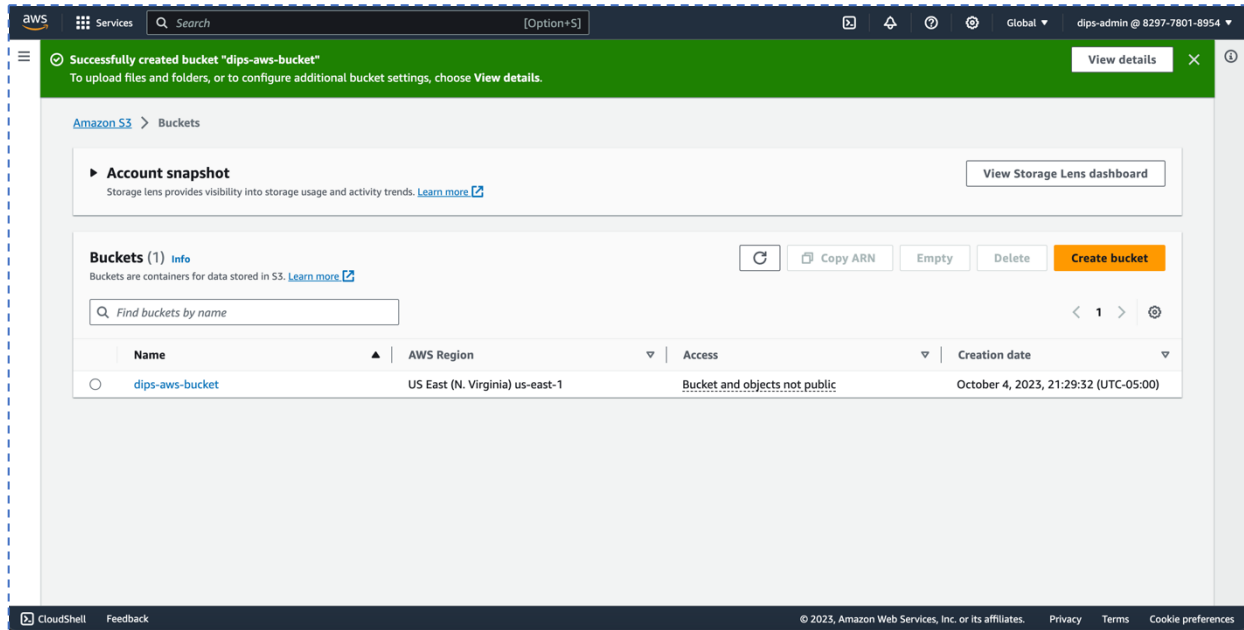 aws Services Search [Option+S] Global dips-admin @ 8297-7801-8954
Successfully created bucket "dips-aws-bucket" View details
To upload files and folders, or to configure additional bucket settings, choose View details.
Amazon S3 > Buckets
Account snapshot View Storage Lens dashboard
Storage lens provides visibility into storage usage and activity trends. Learn more
Buckets (1) Info Copy ARN Empty Delete Create bucket
Buckets are containers for data stored in S3. Learn more
Find buckets by name < 1 >
Name AWS Region Access Creation date
dips-aws-bucket US East (N. Virginia) us-east-1 Bucket and objects not public October 4, 2023, 21:29:32 (UTC-05:00)
CloudShell Feedback © 2023, Amazon Web Services, Inc. or its affiliates. Privacy Terms Cookie preferences